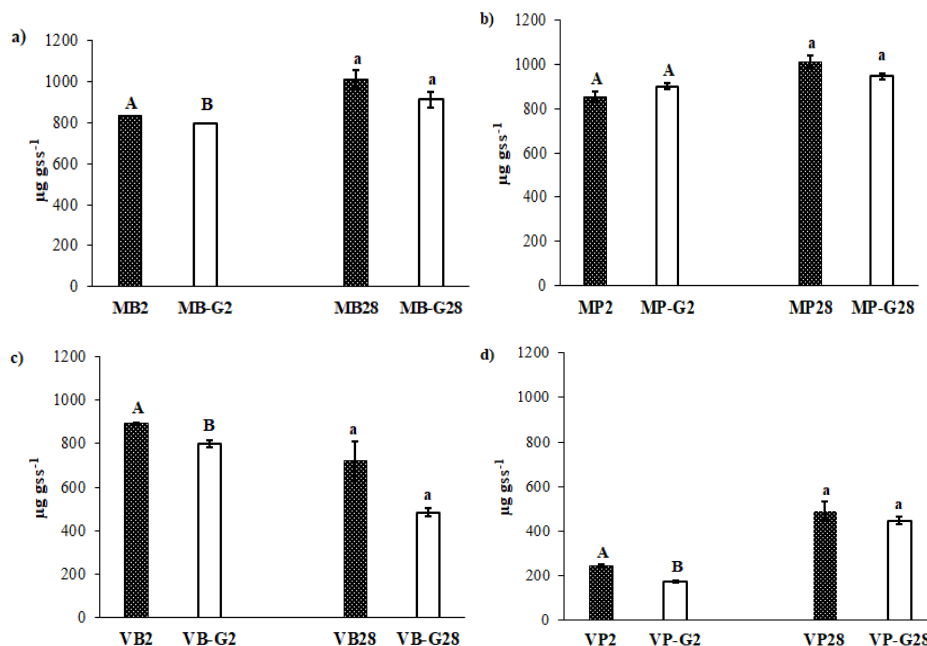 a)
1200
1000
800
600
400
200
0
µg gss-1
A
B
a
a
MB2 MB-G2 MB28 MB-G28
b)
1200
1000
800
600
400
200
0
µg gss-1
A
A
a
a
MP2 MP-G2 MP28 MP-G28
c)
1200
1000
800
600
400
200
0
µg gss-1
A
B
a
a
VB2 VB-G2 VB28 VB-G28
d)
1200
1000
800
600
400
200
0
µg gss-1
A
B
a
a
VP2 VP-G2 VP28 VP-G28